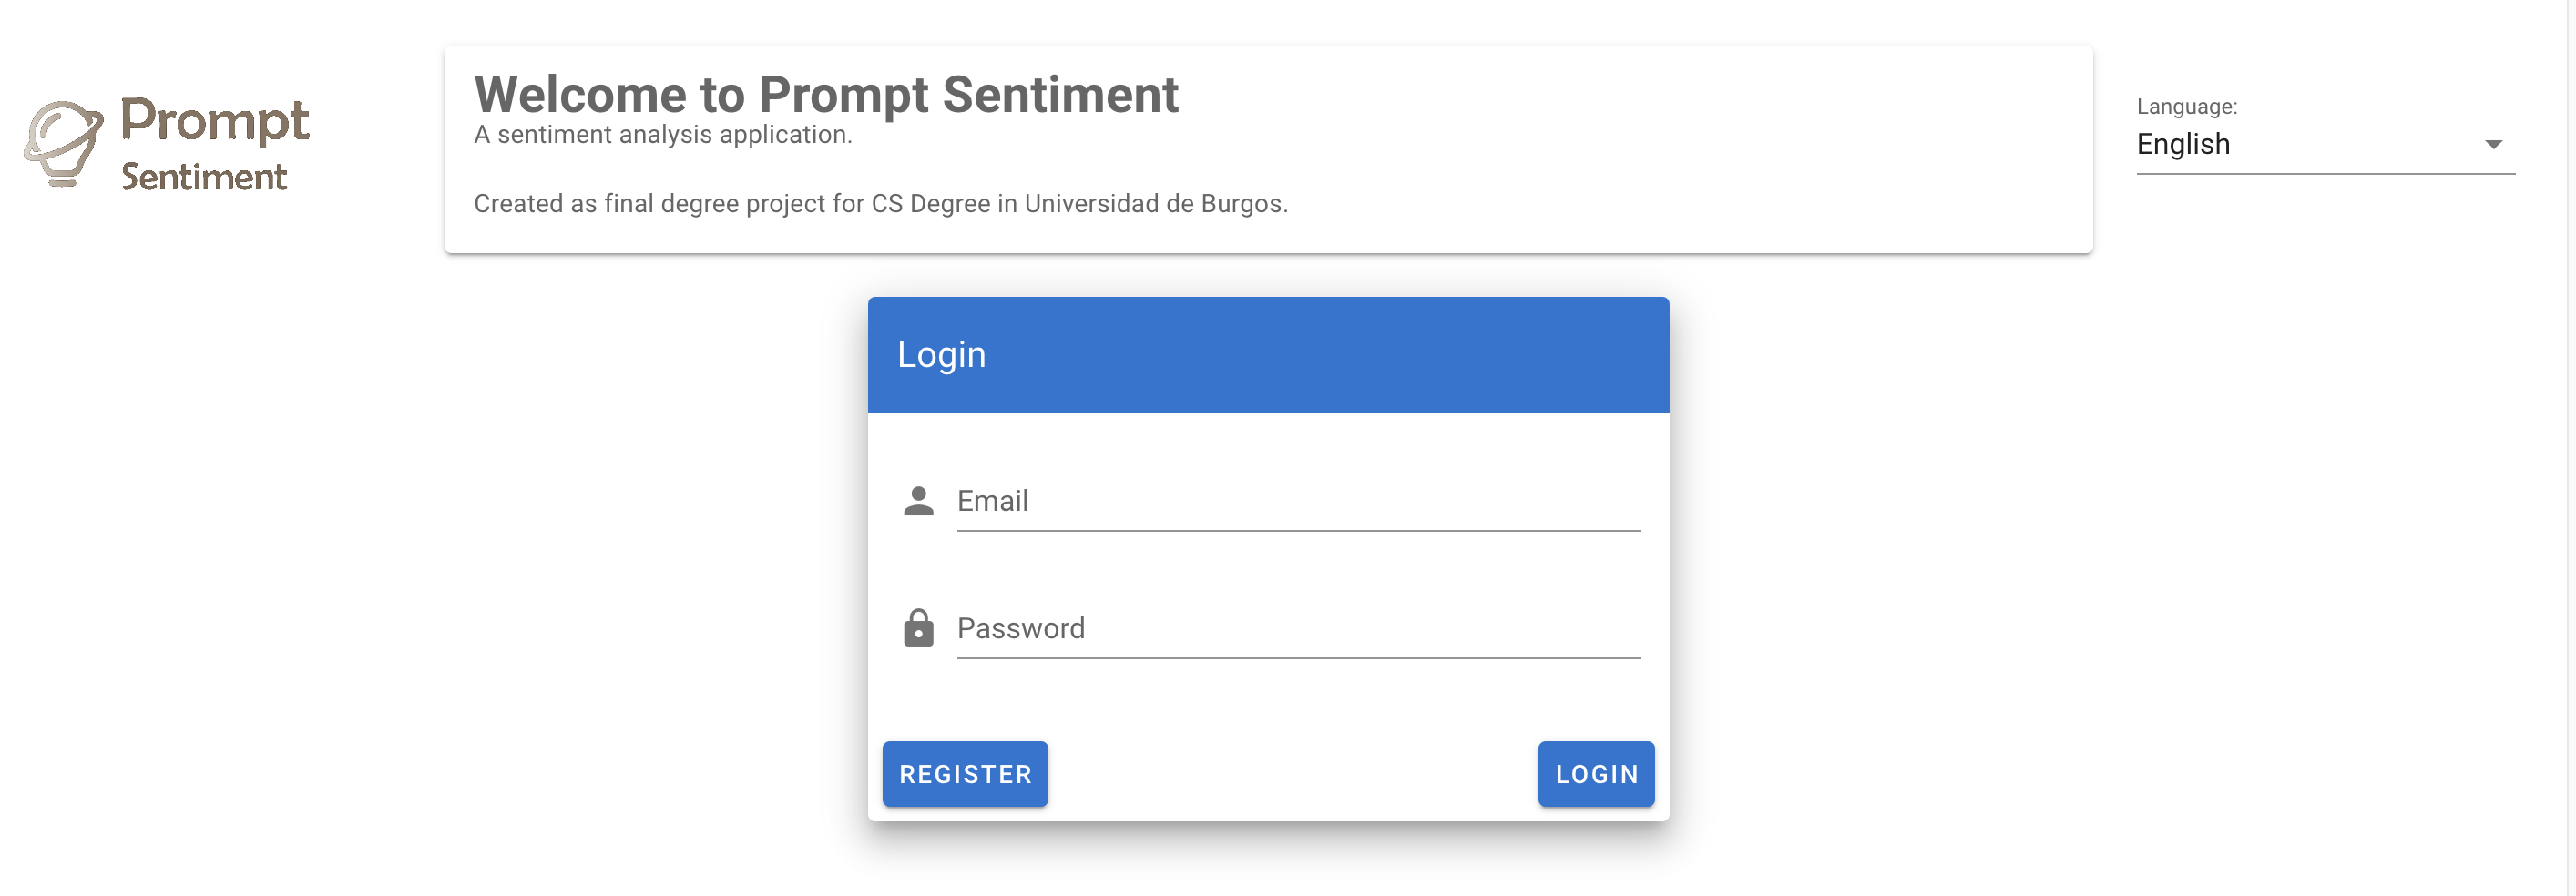 Prompt
Sentiment
Welcome to Prompt Sentiment
A sentiment analysis application.
Created as final degree project for CS Degree in Universidad de Burgos.
Language:
English
Login
Email
Password
REGISTER
LOGIN